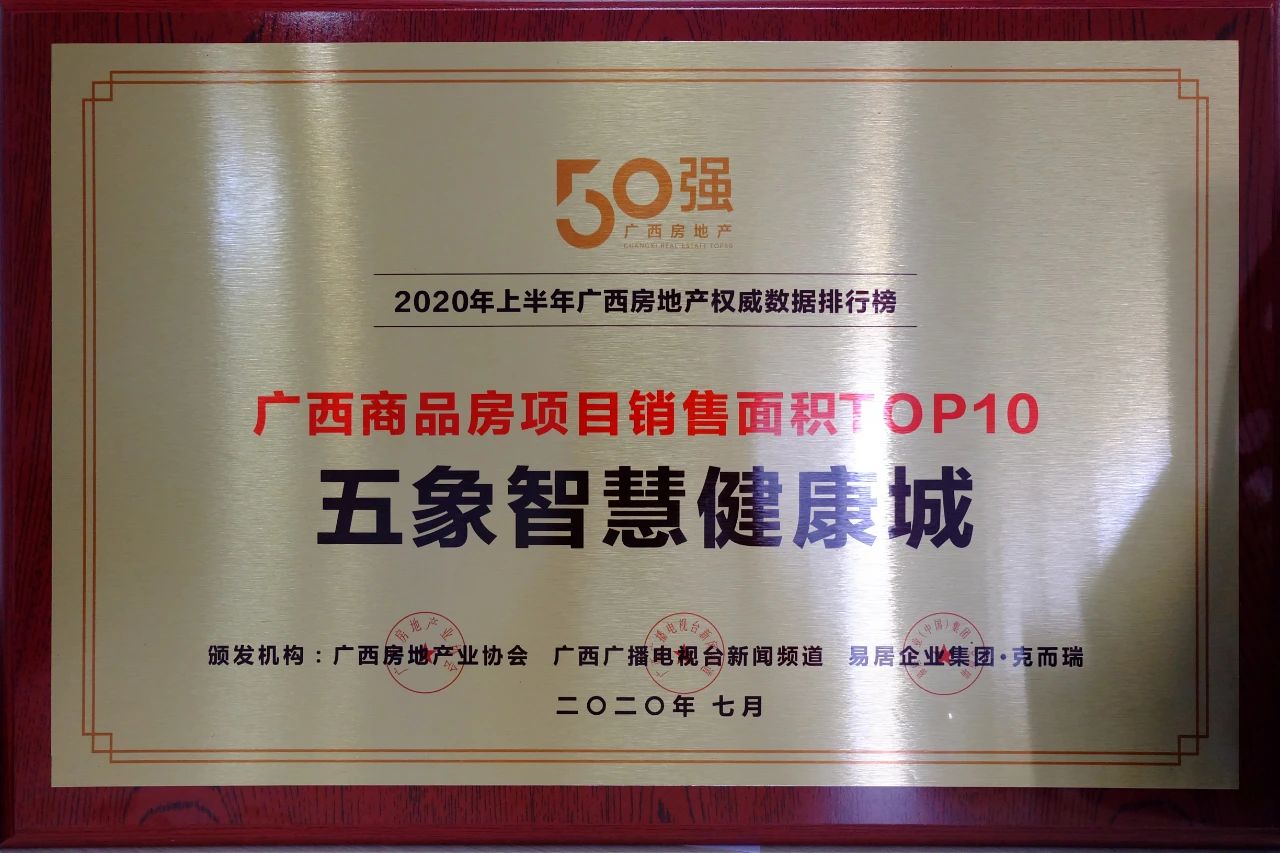 50强
广西房地产
GUANGXI REAL ESTATE TOP50
2020年上半年广西房地产权威数据排行榜
广西商品房项目销售面积TOP10
五象智慧健康城
颁发机构：广西房地产业协会 广西广播电视台新闻频道 易居企业集团·克而瑞
二〇二〇年 七月